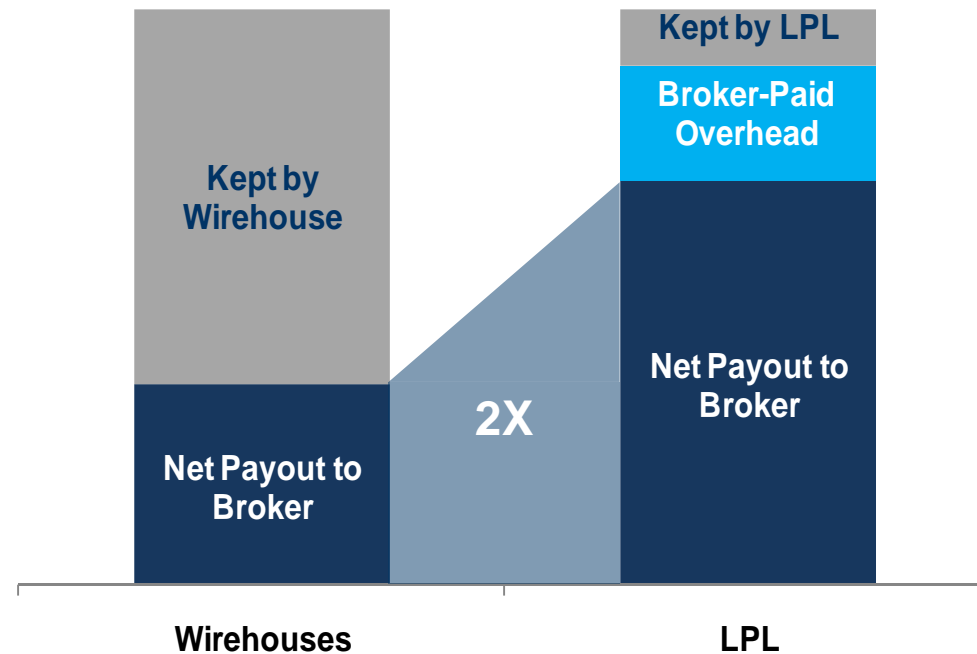 Kept by
Wirehouse
Net Payout to
Broker
2X
Kept by LPL
Broker-Paid
Overhead
Net Payout to
Broker
Wirehouses
LPL